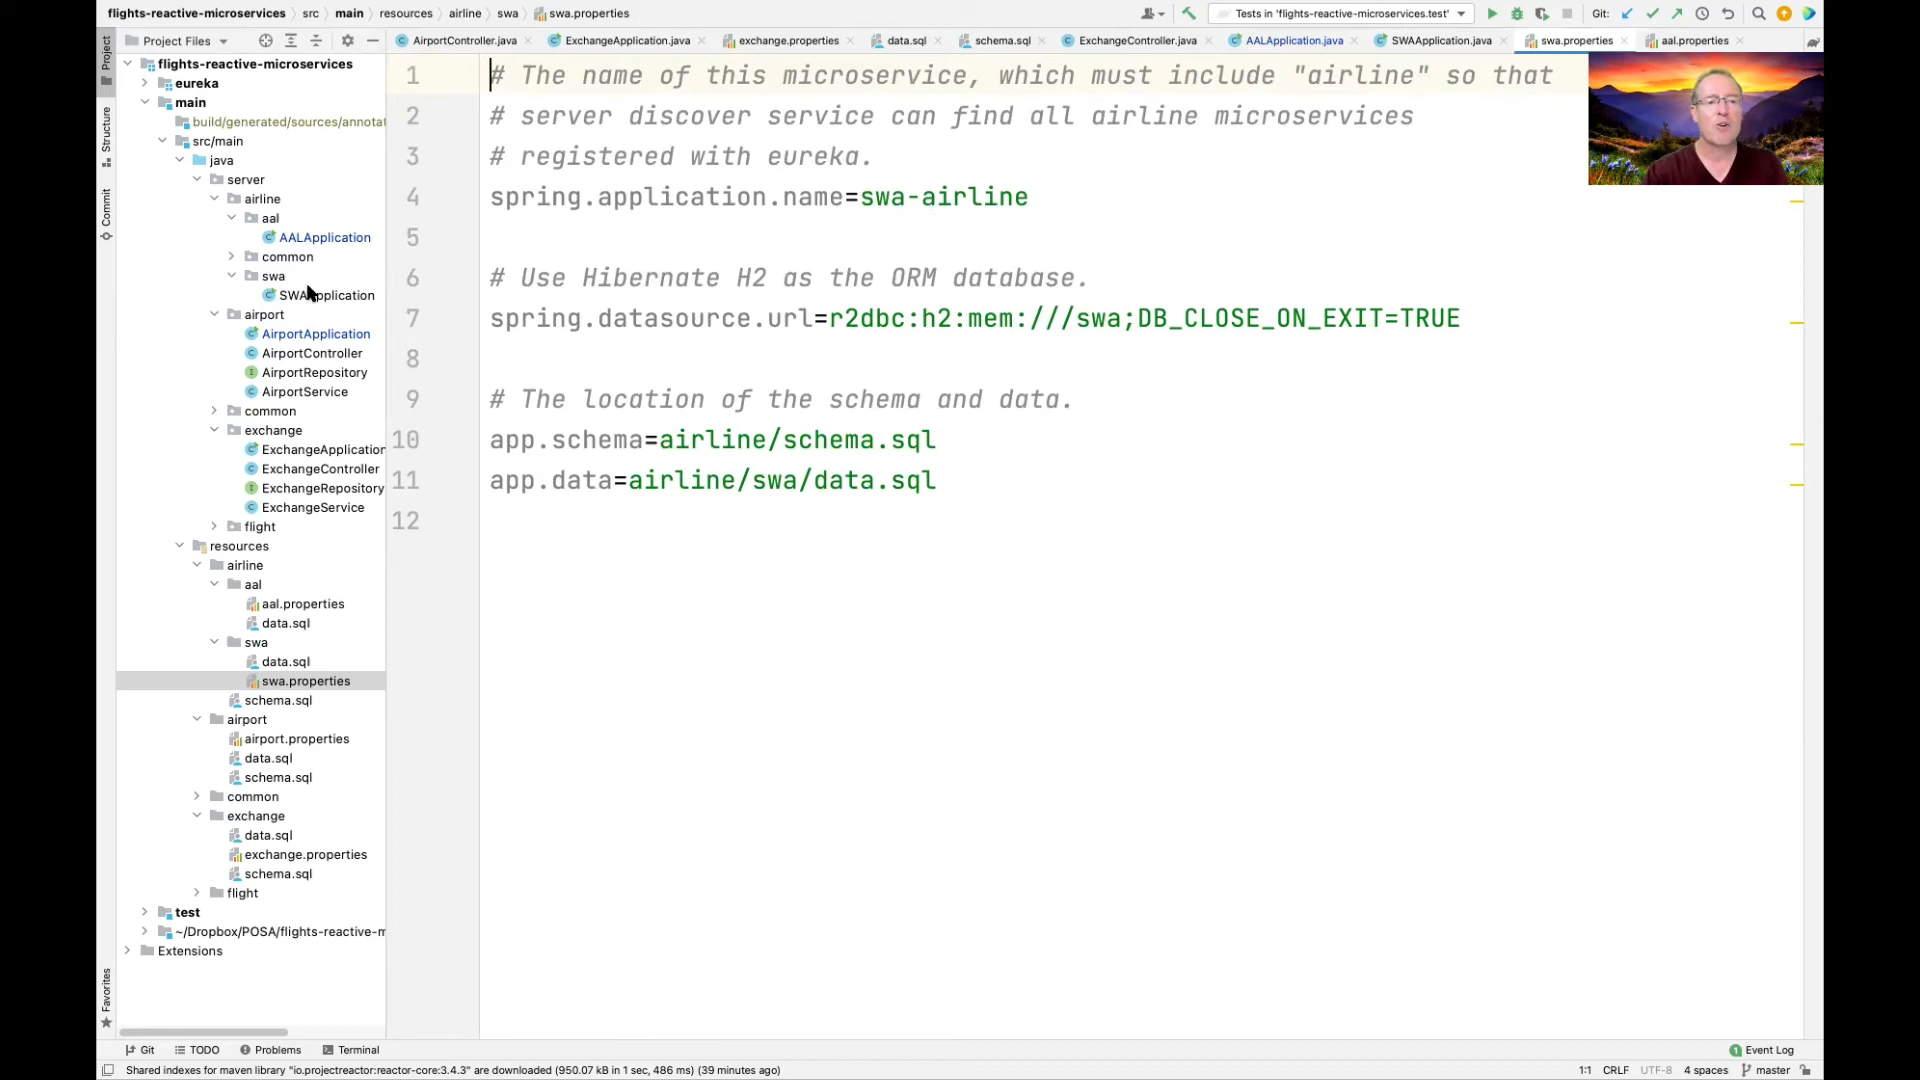 flights-reactive-microservices src main resources airline swa swa.properties
Tests in 'flights-reactive-microservices.test'
Git:
Project Files
AirportController.java ExchangeApplication.java exchange.properties data.sql schema.sql ExchangeController.java AALApplication.java SWAApplication.java swa.properties aal.properties
Project
Structure
Commit
Favorites
flights-reactive-microservices
eureka
main
build/generated/sources/annotat
src/main
java
server
airline
aal
AALApplication
common
swa
SWAApplication
airport
AirportApplication
AirportController
AirportRepository
AirportService
common
exchange
ExchangeApplication
ExchangeController
ExchangeRepository
ExchangeService
flight
resources
airline
aal
aal.properties
data.sql
swa
data.sql
swa.properties
schema.sql
airport
airport.properties
data.sql
schema.sql
common
exchange
data.sql
exchange.properties
schema.sql
flight
test
~/Dropbox/POSA/flights-reactive-m
Extensions
1 # The name of this microservice, which must include "airline" so that
2 # server discover service can find all airline microservices
3 # registered with eureka.
4 spring.application.name=swa-airline
5
6 # Use Hibernate H2 as the ORM database.
7 spring.datasource.url=r2dbc:h2:mem:///swa;DB_CLOSE_ON_EXIT=TRUE
8
9 # The location of the schema and data.
10 app.schema=airline/schema.sql
11 app.data=airline/swa/data.sql
12
Git TODO Problems Terminal 1 Event Log
Shared indexes for maven library "io.projectreactor:reactor-core:3.4.3" are downloaded (950.07 kB in 1 sec, 486 ms) (39 minutes ago) 1:1 CRLF UTF-8 4 spaces master